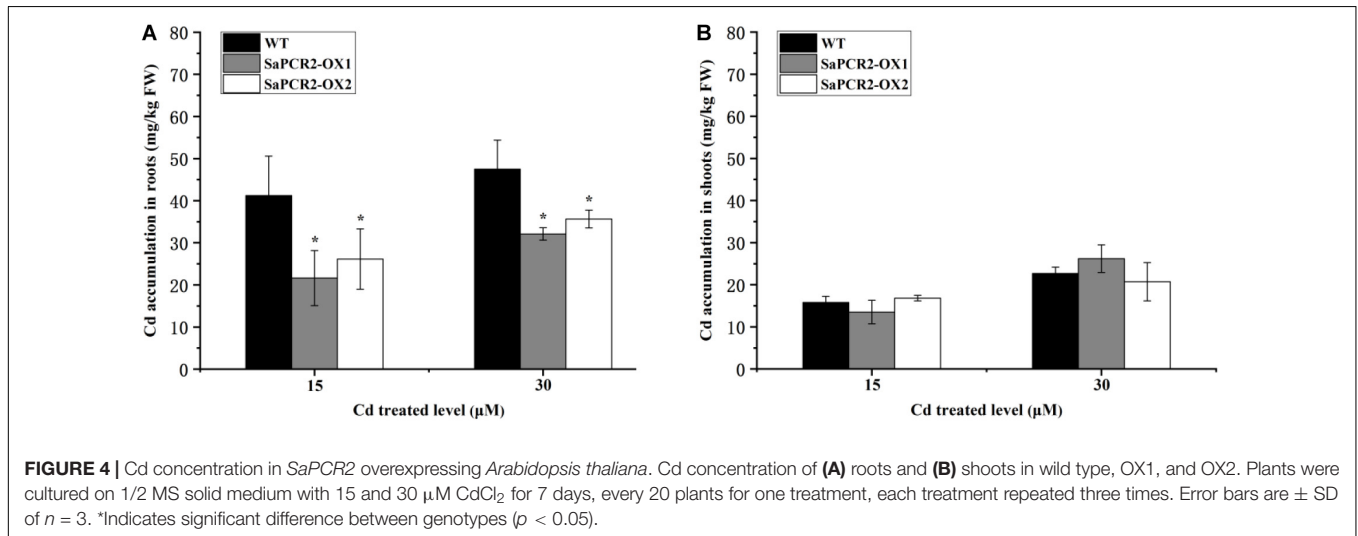 A
WT
SaPCR2-OX1
SaPCR2-OX2
Cd accumulation in roots (mg/kg FW)
80
70
60
50
40
30
20
10
0
*
*
*
*
15
30
Cd treated level (μM)
B
WT
SaPCR2-OX1
SaPCR2-OX2
Cd accumulation in shoots (mg/kg FW)
80
70
60
50
40
30
20
10
0
15
30
Cd treated level (μM)
FIGURE 4 | Cd concentration in SaPCR2 overexpressing Arabidopsis thaliana. Cd concentration of (A) roots and (B) shoots in wild type, OX1, and OX2. Plants were
cultured on 1/2 MS solid medium with 15 and 30 μM CdCl₂ for 7 days, every 20 plants for one treatment, each treatment repeated three times. Error bars are ± SD
of n = 3. *Indicates significant difference between genotypes (p < 0.05).